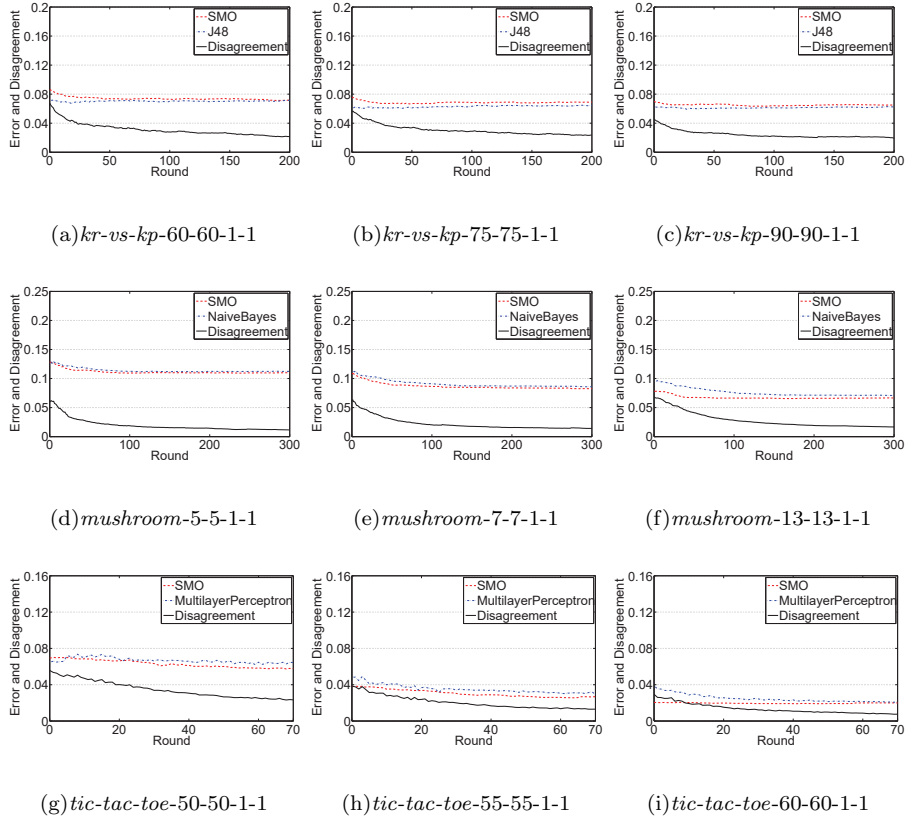 0.2
0.16
0.12
0.08
0.04
0
Error and Disagreement
SMO
J48
Disagreement
0 50 100 150 200
Round
(a)kr-vs-kp-60-60-1-1
0.2
0.16
0.12
0.08
0.04
0
Error and Disagreement
SMO
J48
Disagreement
0 50 100 150 200
Round
(b)kr-vs-kp-75-75-1-1
0.2
0.16
0.12
0.08
0.04
0
Error and Disagreement
SMO
J48
Disagreement
0 50 100 150 200
Round
(c)kr-vs-kp-90-90-1-1
0.25
0.2
0.15
0.1
0.05
0
Error and Disagreement
SMO
NaiveBayes
Disagreement
0 100 200 300
Round
(d)mushroom-5-5-1-1
0.25
0.2
0.15
0.1
0.05
0
Error and Disagreement
SMO
NaiveBayes
Disagreement
0 100 200 300
Round
(e)mushroom-7-7-1-1
0.25
0.2
0.15
0.1
0.05
0
Error and Disagreement
SMO
NaiveBayes
Disagreement
0 100 200 300
Round
(f)mushroom-13-13-1-1
0.16
0.12
0.08
0.04
0
Error and Disagreement
SMO
MultilayerPerceptron
Disagreement
0 20 40 60 70
Round
(g)tic-tac-toe-50-50-1-1
0.16
0.12
0.08
0.04
0
Error and Disagreement
SMO
MultilayerPerceptron
Disagreement
0 20 40 60 70
Round
(h)tic-tac-toe-55-55-1-1
0.16
0.12
0.08
0.04
0
Error and Disagreement
SMO
MultilayerPerceptron
Disagreement
0 20 40 60 70
Round
(i)tic-tac-toe-60-60-1-1